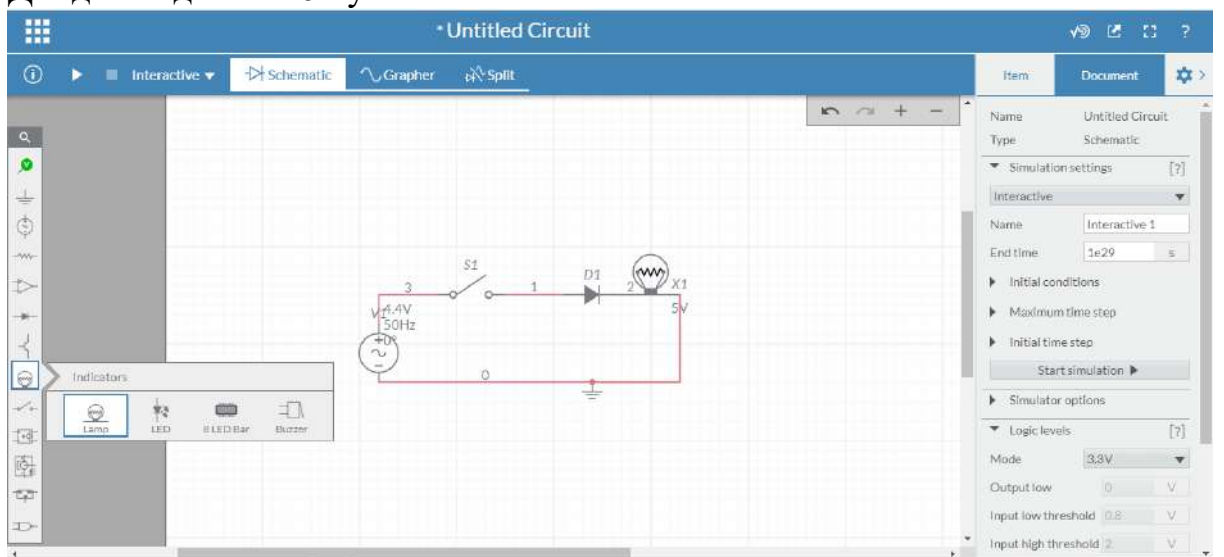 * Untitled Circuit
Interactive
Schematic
Grapher
Split
Item
Document
Name
Untitled Circuit
Type
Schematic
Simulation settings
[?]
Interactive
Name
Interactive 1
End time
1e29
s
Initial conditions
Maximum time step
Initial time step
Start simulation
Simulator options
Logic levels
[?]
Mode
3.3V
Output low
0
V
Input low threshold
0.8
V
Input high threshold
2
V
S1
3
1
D1
2
X1
5V
V1
4.4V
50Hz
0°
0
Indicators
Lamp
LED
8 LED Bar
Buzzer